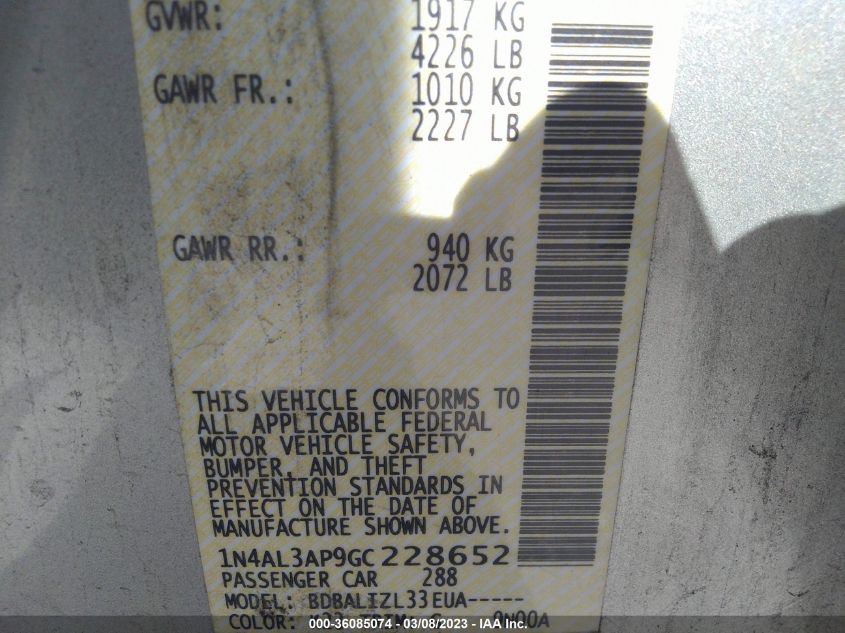 GVWR: 1917 KG
4226 LB
GAWR FR.: 1010 KG
2227 LB
GAWR RR.: 940 KG
2072 LB
THIS VEHICLE CONFORMS TO
ALL APPLICABLE FEDERAL
MOTOR VEHICLE SAFETY,
BUMPER, AND THEFT
PREVENTION STANDARDS IN
EFFECT ON THE DATE OF
MANUFACTURE SHOWN ABOVE.
1N4AL3AP9GC228652
PASSENGER CAR 288
MODEL: BDBALIZL33EUA-----
COLOR:
000-36085074 — 03/08/2023 — IAA Inc.